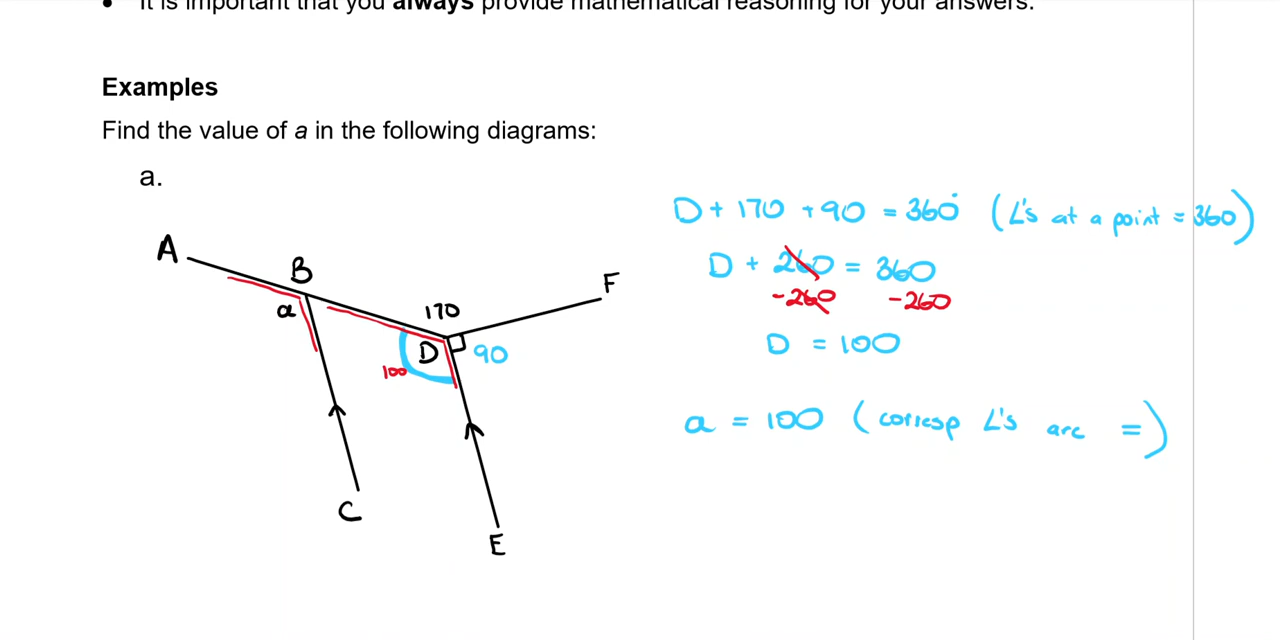 • It is important that you always provide mathematical reasoning for your answers.
Examples
Find the value of a in the following diagrams:
a.
A
B
a
170
F
D
90
100
C
E
D + 170 + 90 = 360 (L's at a point = 360)
D + 260 = 360
-260 -260
D = 100
a = 100 (corresp L's are =)